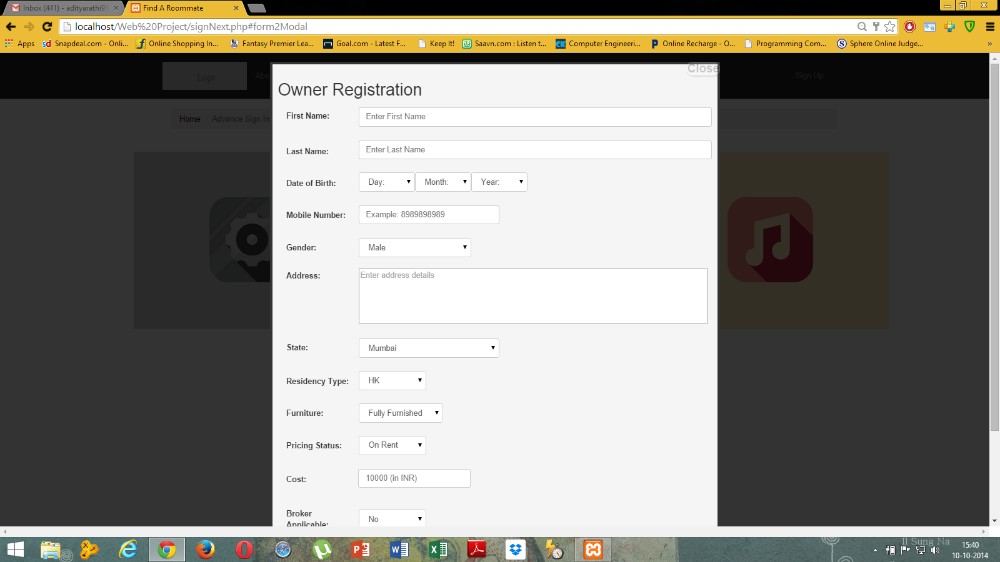 Inbox (441) - adityarathi95
Find A Roommate
localhost/Web%20Project/signNext.php#form2Modal
Apps
Snapdeal.com - Onli...
Online Shopping In...
Fantasy Premier Lea...
Goal.com - Latest F...
Keep It!
Saavn.com : Listen t...
Computer Engineeri...
Online Recharge - O...
Programming Com...
Sphere Online Judge...
»
Logo
Abo
Sign Up
Close
Home / Advance Sign In
Owner Registration
First Name:
Enter First Name
Last Name:
Enter Last Name
Date of Birth:
Day:
Month:
Year:
Mobile Number:
Example: 8989898989
Gender:
Male
Address:
Enter address details
State:
Mumbai
Residency Type:
HK
Furniture:
Fully Furnished
Pricing Status:
On Rent
Cost:
10000 (in INR)
Broker
Applicable:
No
Il Sung Na
15:40
10-10-2014